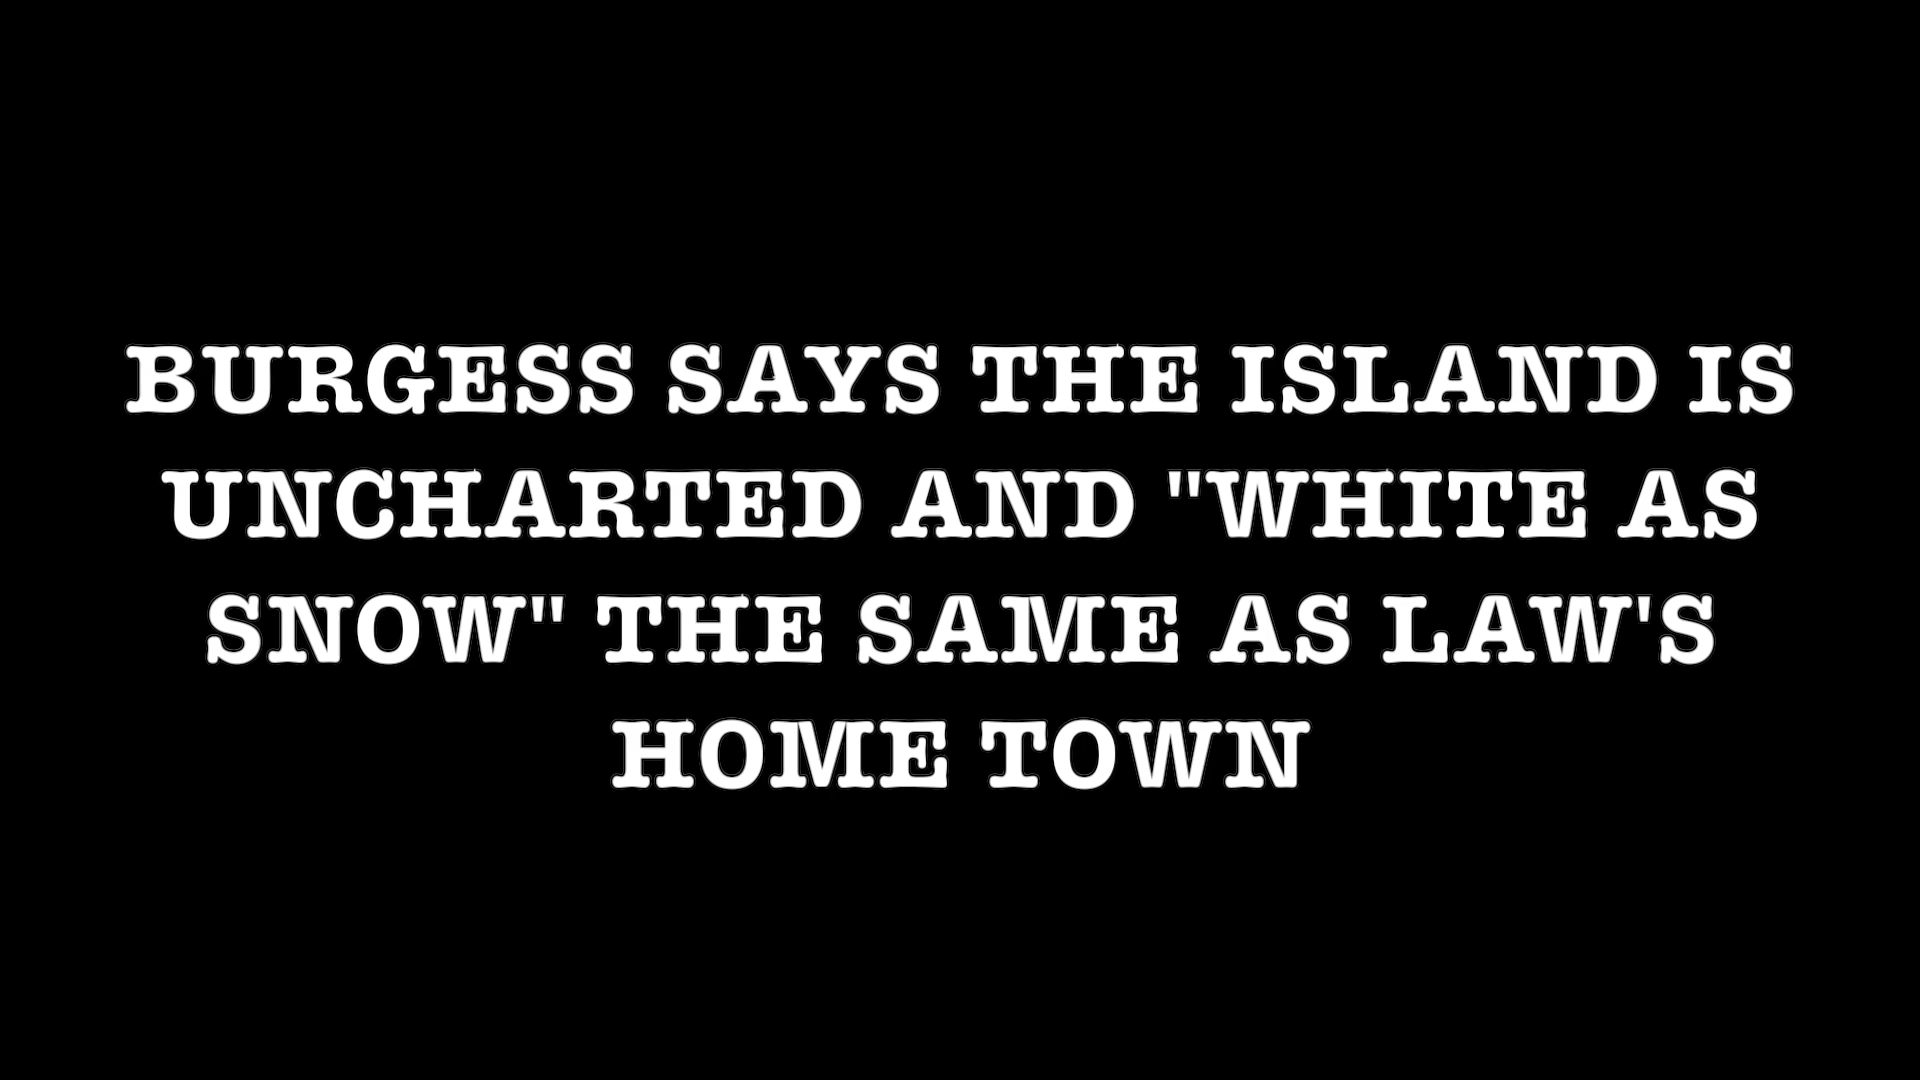 BURGESS SAYS THE ISLAND IS
UNCHARTED AND "WHITE AS
SNOW" THE SAME AS LAW'S
HOME TOWN